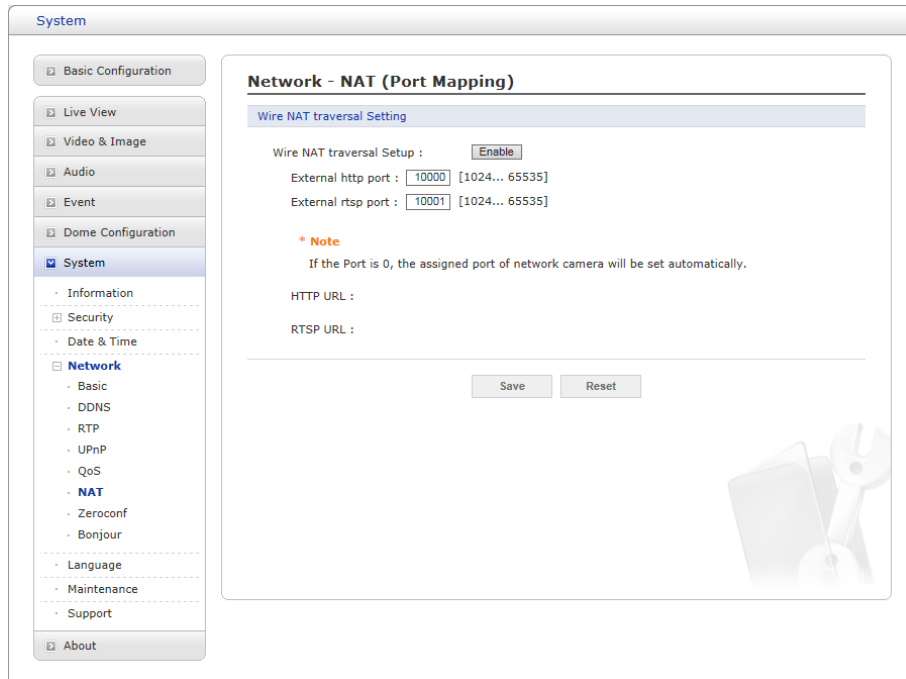 System
Basic Configuration
Live View
Video & Image
Audio
Event
Dome Configuration
System
Information
Security
Date & Time
Network
Basic
DDNS
RTP
UPnP
QoS
NAT
Zeroconf
Bonjour
Language
Maintenance
Support
About
Network - NAT (Port Mapping)
Wire NAT traversal Setting
Wire NAT traversal Setup : Enable
External http port : 10000 [1024... 65535]
External rtsp port : 10001 [1024... 65535]
* Note
If the Port is 0, the assigned port of network camera will be set automatically.
HTTP URL :
RTSP URL :
Save Reset